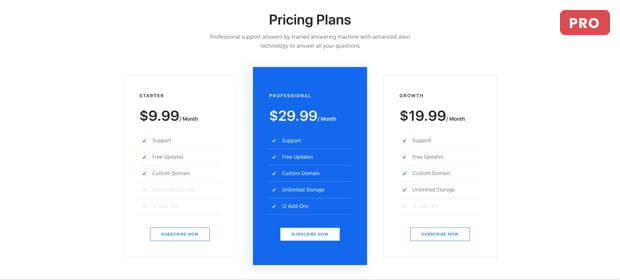 Pricing Plans
PRO
Professional support answers by trained answering machine with advanced alien
technology to answer all your questions
STARTER
$9.99/ Month
✓ Support
✓ Free Updates
✓ Custom Domain
Unlimited Storage
12 Add-Ons
SUBSCRIBE NOW
PROFESSIONAL
$29.99/ Month
✓ Support
✓ Free Updates
✓ Custom Domain
✓ Unlimited Storage
✓ 12 Add-Ons
SUBSCRIBE NOW
GROWTH
$19.99/ Month
✓ Support
✓ Free Updates
✓ Custom Domain
✓ Unlimited Storage
12 Add-Ons
SUBSCRIBE NOW